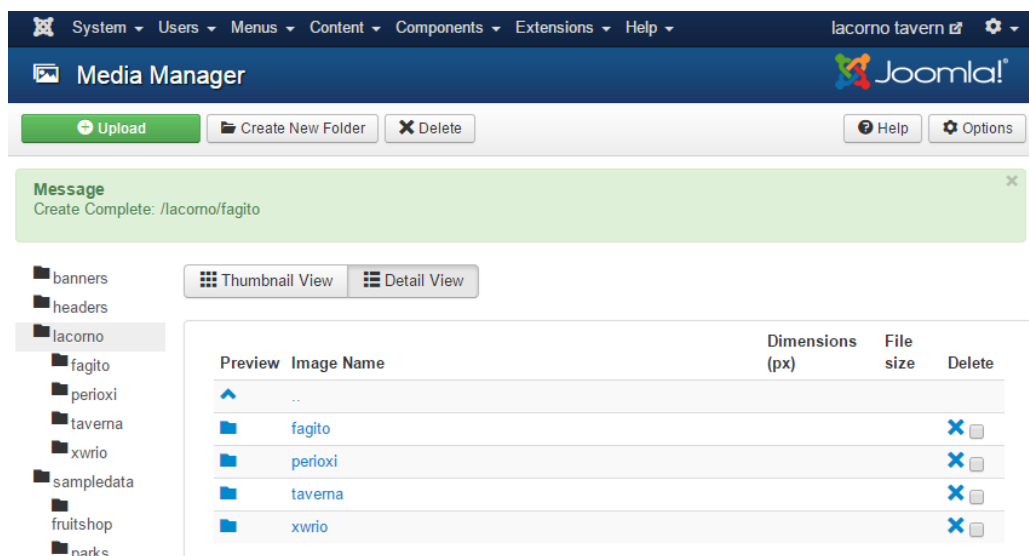 System Users Menus Content Components Extensions Help lacorno tavern
Media Manager Joomla!®
Upload Create New Folder Delete Help Options
Message
Create Complete: /lacorno/fagito
banners
headers
lacorno
fagito
perioxi
taverna
xwrio
sampledata
fruitshop
parks
Thumbnail View Detail View
Preview Image Name Dimensions (px) File size Delete
..
fagito
perioxi
taverna
xwrio